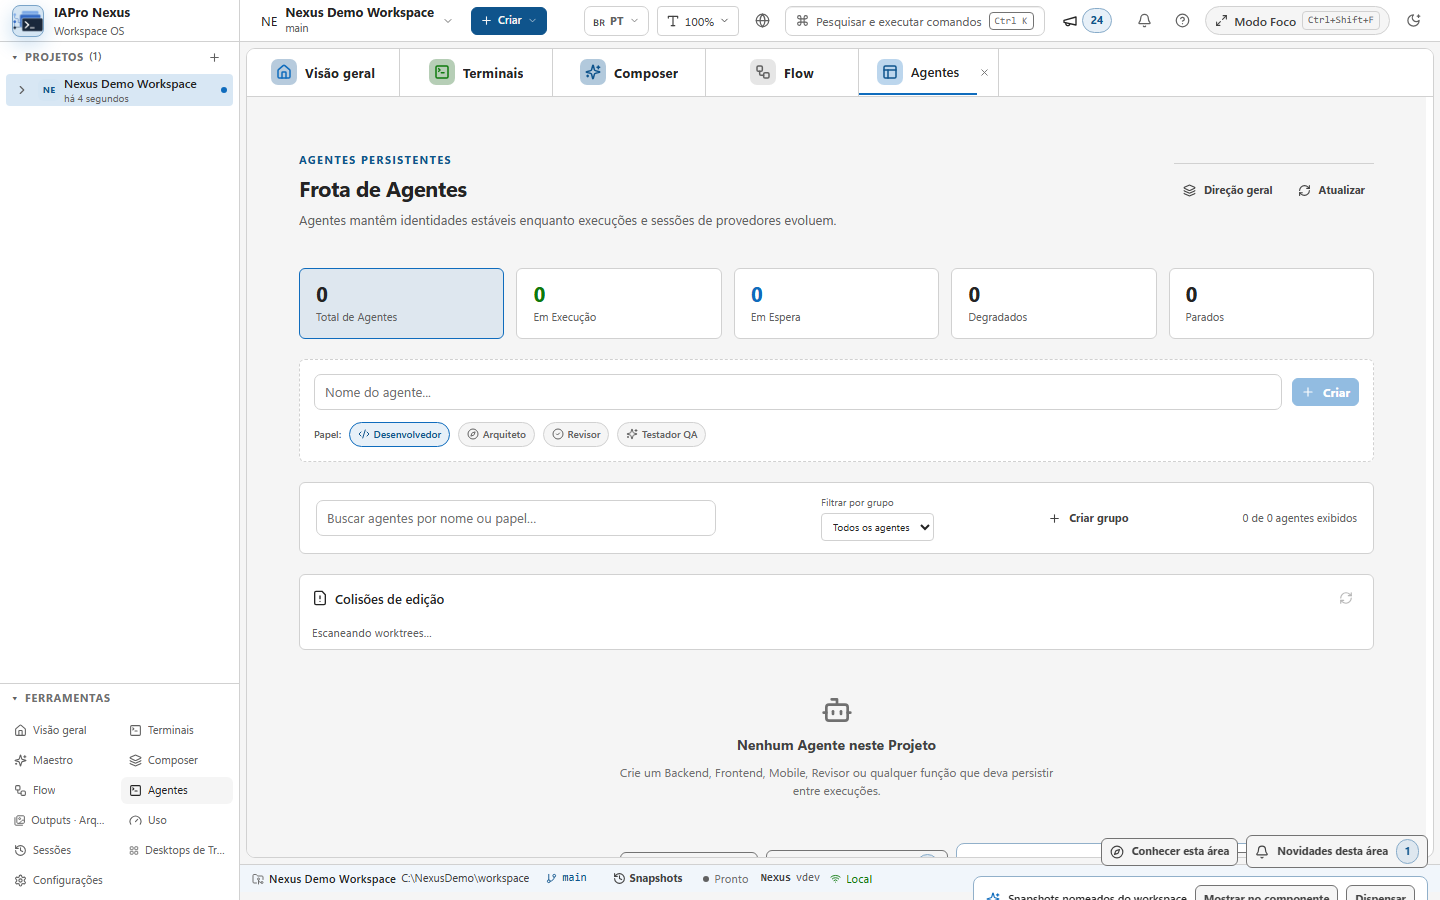 IAPro Nexus
Workspace OS
NE
Nexus Demo Workspace
main
Criar
BR PT
100%
Pesquisar e executar comandos
Ctrl K
24
Modo Foco
Ctrl+Shift+F
PROJETOS (1)
NE
Nexus Demo Workspace
há 4 segundos
Visão geral
Terminais
Composer
Flow
Agentes
AGENTES PERSISTENTES
Frota de Agentes
Agentes mantêm identidades estáveis enquanto execuções e sessões de provedores evoluem.
Direção geral
Atualizar
0
Total de Agentes
0
Em Execução
0
Em Espera
0
Degradados
0
Parados
Nome do agente...
Criar
Papel:
Desenvolvedor
Arquiteto
Revisor
Testador QA
Buscar agentes por nome ou papel...
Filtrar por grupo
Todos os agentes
Criar grupo
0 de 0 agentes exibidos
Colisões de edição
Escaneando worktrees...
Nenhum Agente neste Projeto
Crie um Backend, Frontend, Mobile, Revisor ou qualquer função que deva persistir
entre execuções.
FERRAMENTAS
Visão geral
Terminais
Maestro
Composer
Flow
Agentes
Outputs · Arq...
Uso
Sessões
Desktops de Tr...
Configurações
Conhecer esta área
Novidades desta área
1
Nexus Demo Workspace
C:\NexusDemo\workspace
main
Snapshots
Pronto
Nexus vdev
Local
Snapshots nomeados do workspace
Mostrar no componente
Dispensar